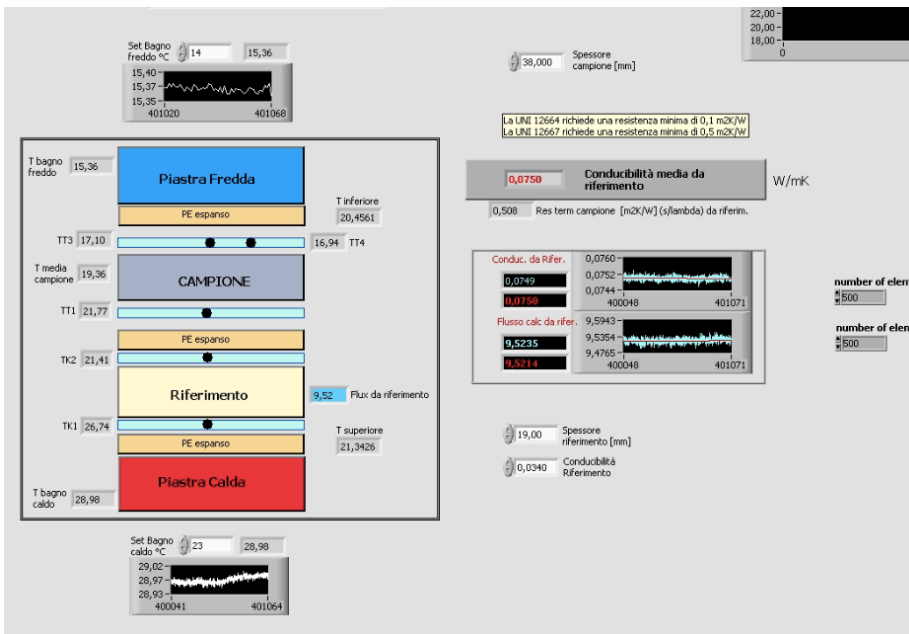 22,00
20,00
18,00
0
Set Bagno
freddo °C
14
15,36
15,40
15,37
15,35
401020
401068
38,000
Spessore
campione [mm]
La UNI 12664 richiede una resistenza minima di 0,1 m2K/W
La UNI 12667 richiede una resistenza minima di 0,5 m2K/W
T bagno
freddo
15,36
Piastra Fredda
PE espanso
T inferiore
20,4561
TT3
17,10
16,94
TT4
T media
campione
19,36
CAMPIONE
TT1
21,77
PE espanso
TK2
21,41
Riferimento
9,52
Flux da riferimento
TK1
26,74
PE espanso
T superiore
21,3426
Piastra Calda
T bagno
caldo
28,98
0,0750
Conducibilità media da
riferimento
W/mK
0,508
Res term campione [m2K/W] (s/lambda) da riferim.
Conduc. da Rifer.
0,0749
0,0750
0,0760
0,0752
0,0744
400048
401071
Flusso calc da rifer.
9,5235
9,5214
9,5943
9,5354
9,4765
400048
401071
number of elem
500
number of elem
500
19,00
Spessore
riferimento [mm]
0,0340
Conducibilità
Riferimento
Set Bagno
caldo °C
23
28,98
29,02
28,97
28,93
400041
401064